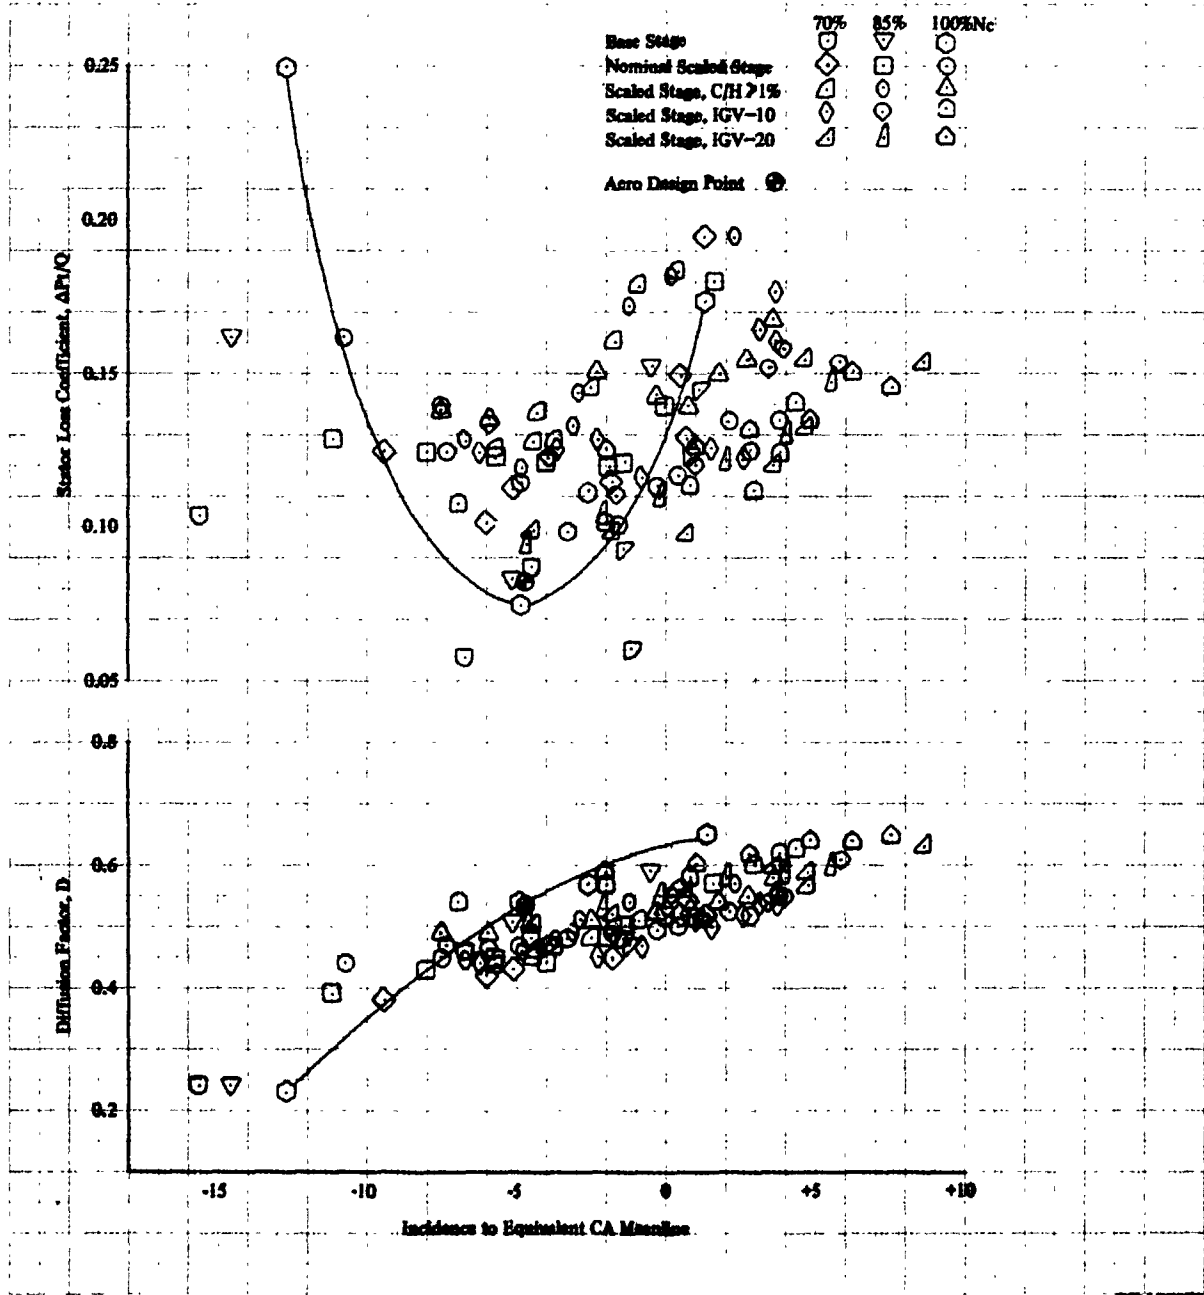 70% 85% 100%Nc
Base Stage
Nominal Scaled Stage
Scaled Stage, C/H > 1%
Scaled Stage, IGV-10
Scaled Stage, IGV-20
Aero Design Point
0.25
0.20
0.15
0.10
0.05
Stator Loss Coefficient, ΔPt/Q
0.8
0.6
0.4
0.2
Diffusion Factor, D
-15 -10 -5 0 +5 +10
Incidence to Equivalent CA Meanline